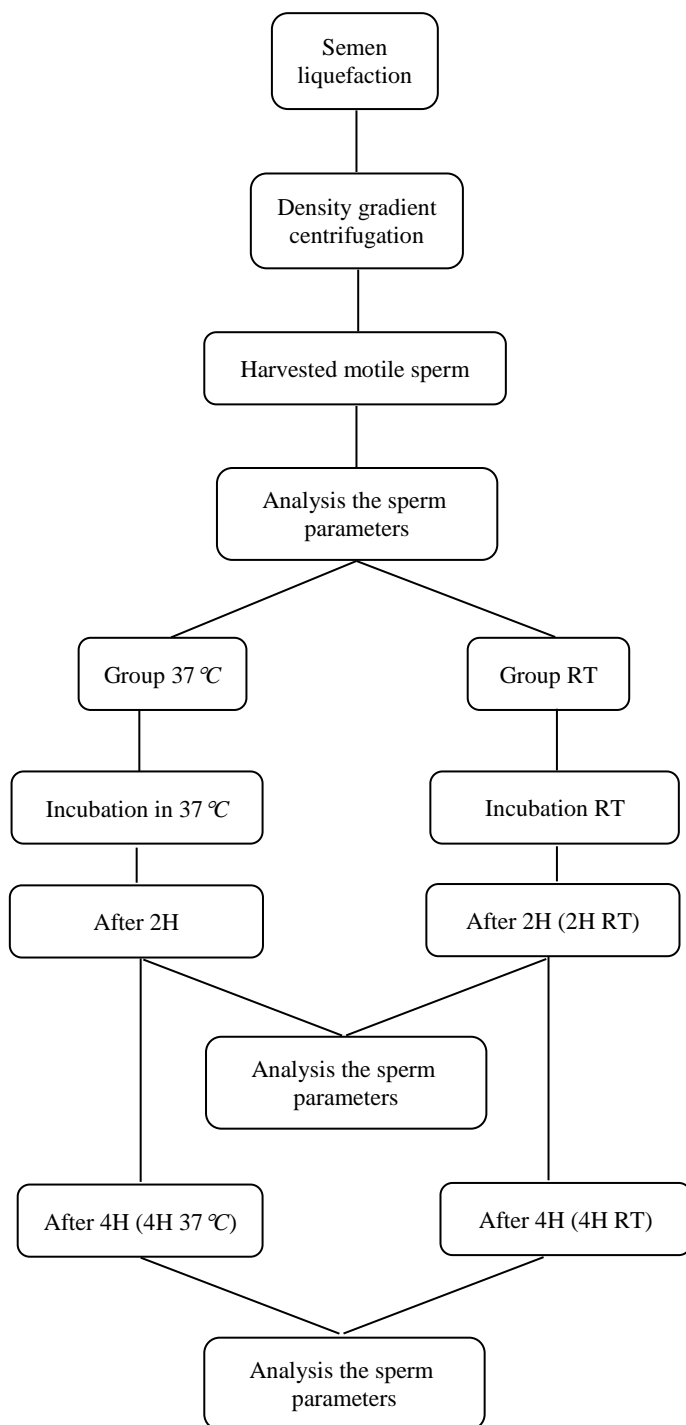 Semen
liquefaction
Density gradient
centrifugation
Harvested motile sperm
Analysis the sperm
parameters
Group 37℃
Group RT
Incubation in 37℃
Incubation RT
After 2H
After 2H (2H RT)
Analysis the sperm
parameters
After 4H (4H 37℃)
After 4H (4H RT)
Analysis the sperm
parameters